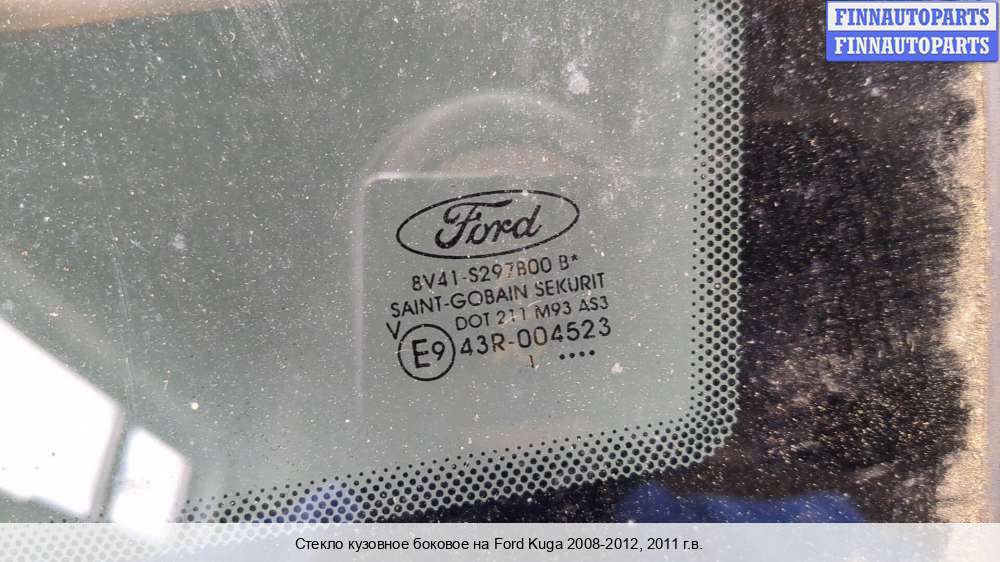 FINNAUTOPARTS
FINNAUTOPARTS
Ford
8V41-S297B00 B*
SAINT-GOBAIN SEKURIT
DOT 211 M93 AS3
V
E9 43R-004523
Стекло кузовное боковое на Ford Kuga 2008-2012, 2011 г.в.